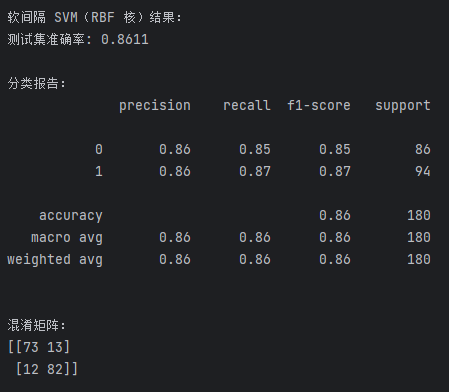 软间隔 SVM（RBF 核）结果：
测试集准确率: 0.8611
分类报告：
precision recall f1-score support
0 0.86 0.85 0.85 86
1 0.86 0.87 0.87 94
accuracy 0.86 180
macro avg 0.86 0.86 0.86 180
weighted avg 0.86 0.86 0.86 180
混淆矩阵：
[[73 13]
[12 82]]